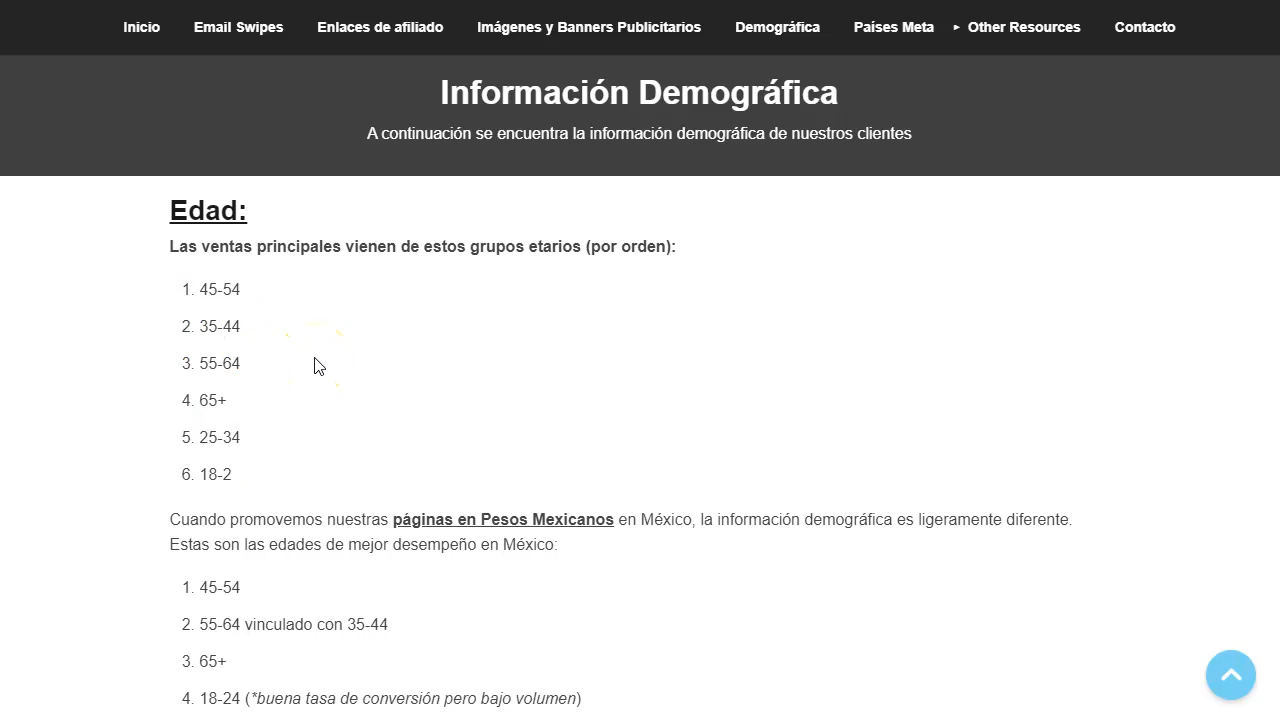 Inicio Email Swipes Enlaces de afiliado Imágenes y Banners Publicitarios Demográfica Países Meta ▸ Other Resources Contacto
Información Demográfica
A continuación se encuentra la información demográfica de nuestros clientes
Edad:
Las ventas principales vienen de estos grupos etarios (por orden):
1. 45-54
2. 35-44
3. 55-64
4. 65+
5. 25-34
6. 18-2
Cuando promovemos nuestras páginas en Pesos Mexicanos en México, la información demográfica es ligeramente diferente.
Estas son las edades de mejor desempeño en México:
1. 45-54
2. 55-64 vinculado con 35-44
3. 65+
4. 18-24 (*buena tasa de conversión pero bajo volumen)